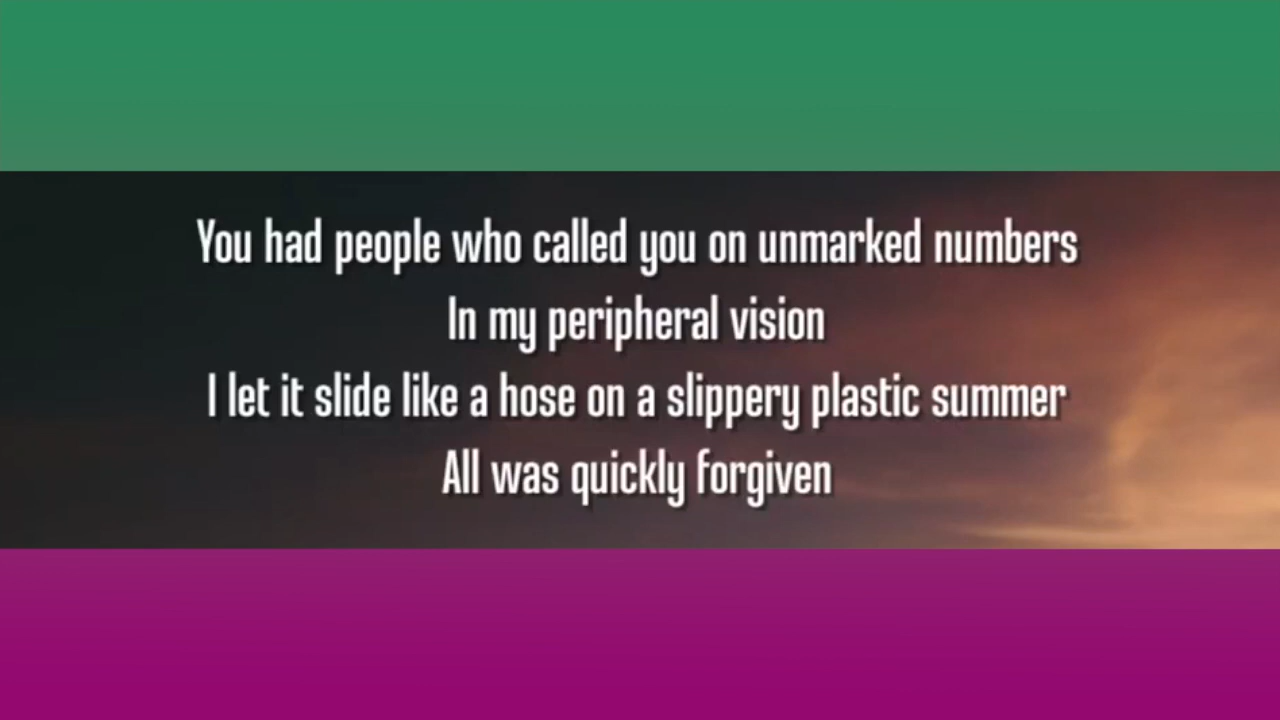 You had people who called you on unmarked numbers
In my peripheral vision
I let it slide like a hose on a slippery plastic summer
All was quickly forgiven